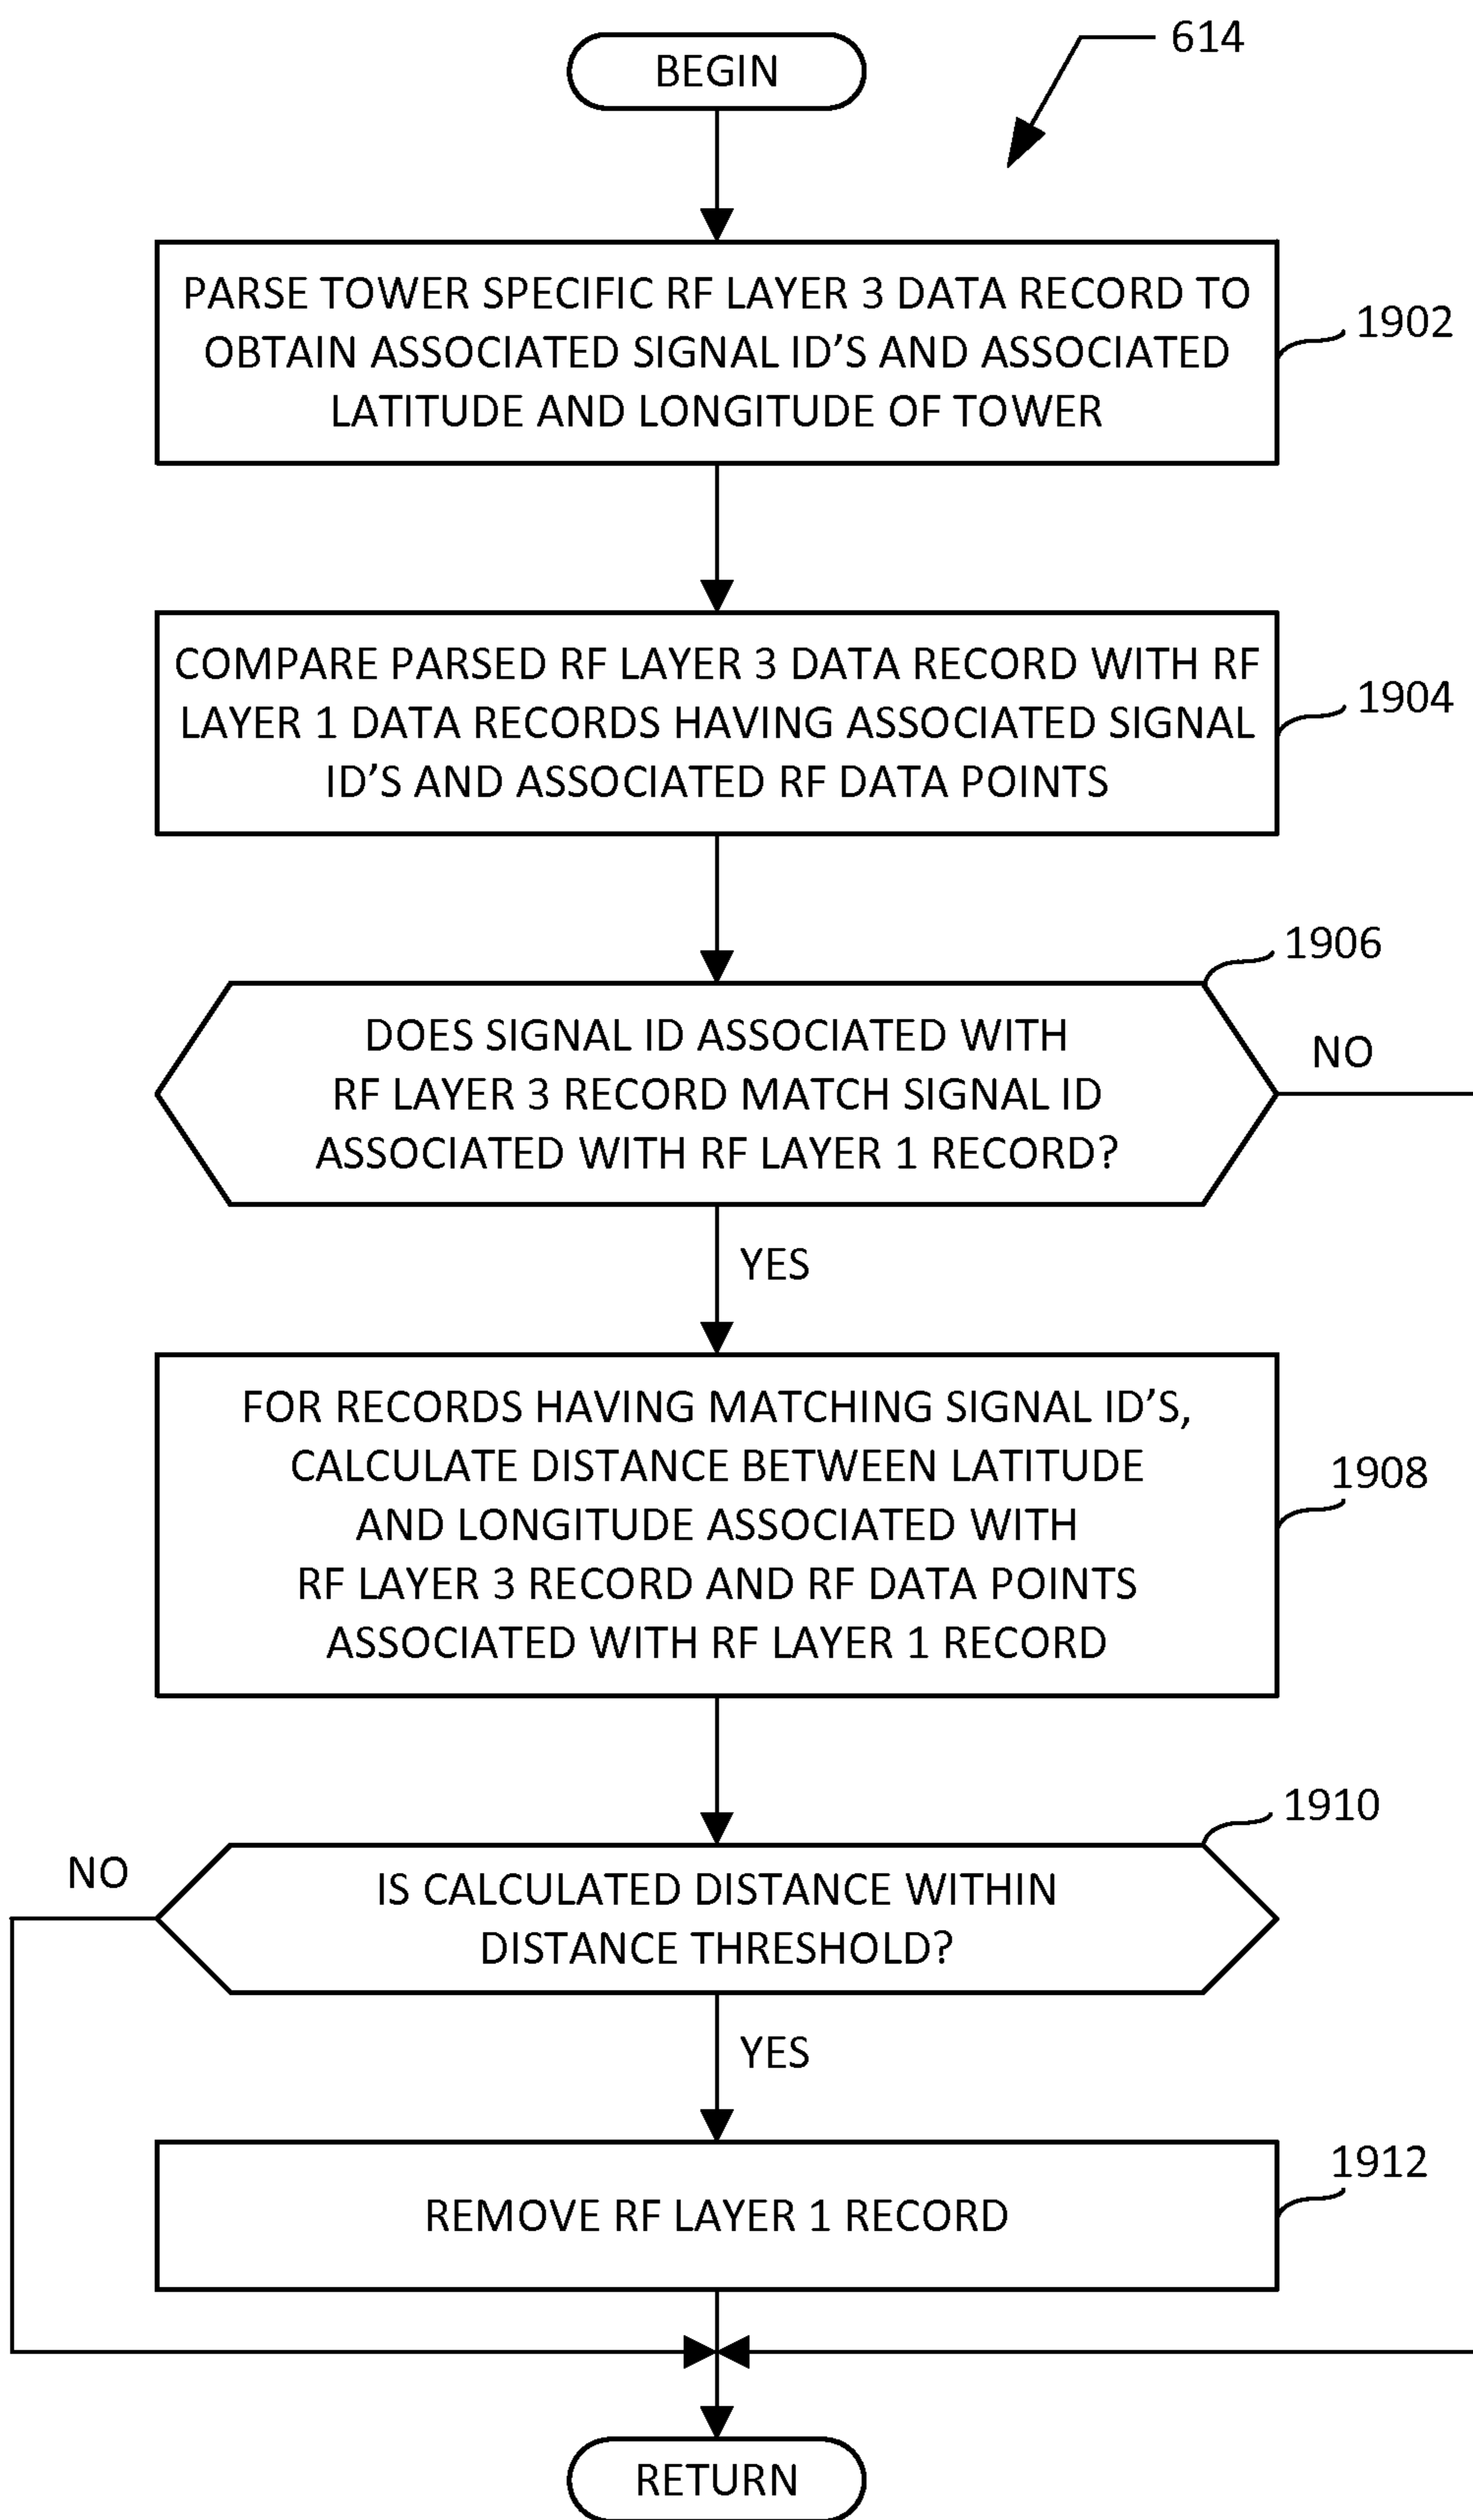 614
BEGIN
PARSE TOWER SPECIFIC RF LAYER 3 DATA RECORD TO
OBTAIN ASSOCIATED SIGNAL ID'S AND ASSOCIATED
LATITUDE AND LONGITUDE OF TOWER
1902
COMPARE PARSED RF LAYER 3 DATA RECORD WITH RF
LAYER 1 DATA RECORDS HAVING ASSOCIATED SIGNAL
ID'S AND ASSOCIATED RF DATA POINTS
1904
1906
DOES SIGNAL ID ASSOCIATED WITH
RF LAYER 3 RECORD MATCH SIGNAL ID
ASSOCIATED WITH RF LAYER 1 RECORD?
NO
YES
FOR RECORDS HAVING MATCHING SIGNAL ID'S,
CALCULATE DISTANCE BETWEEN LATITUDE
AND LONGITUDE ASSOCIATED WITH
RF LAYER 3 RECORD AND RF DATA POINTS
ASSOCIATED WITH RF LAYER 1 RECORD
1908
1910
NO
IS CALCULATED DISTANCE WITHIN
DISTANCE THRESHOLD?
YES
REMOVE RF LAYER 1 RECORD
1912
RETURN